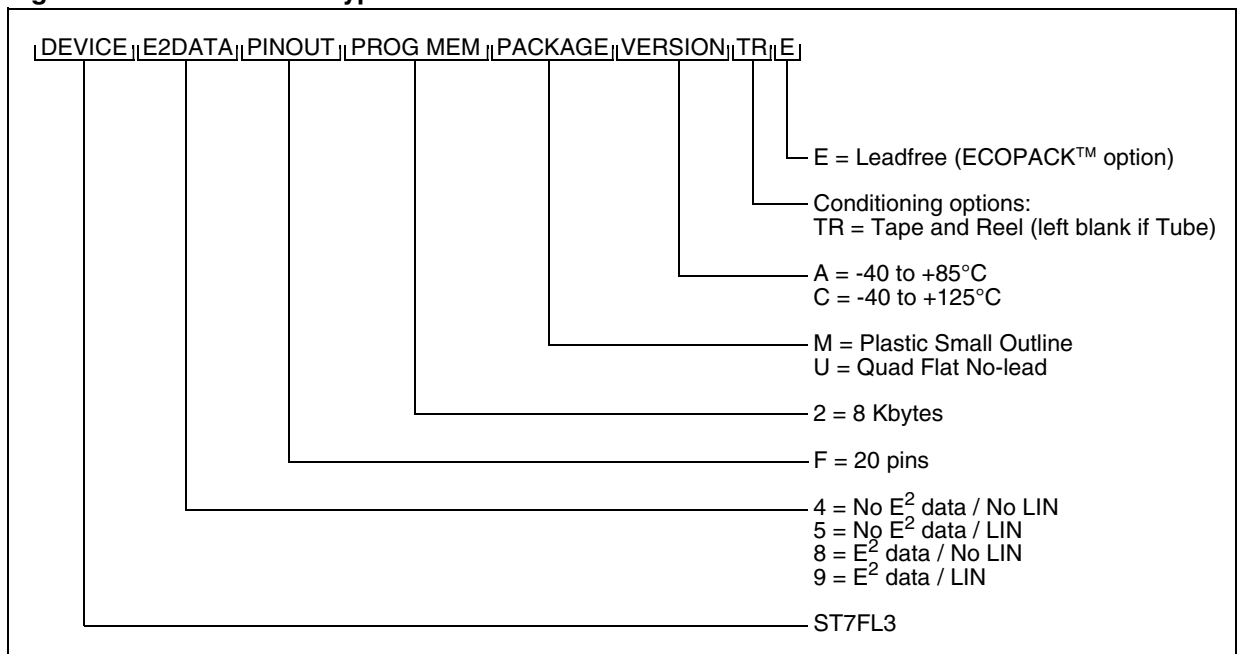 DEVICE E2DATA PINOUT PROG MEM PACKAGE VERSION TR E
E = Leadfree (ECOPACK™ option)
Conditioning options:
TR = Tape and Reel (left blank if Tube)
A = -40 to +85°C
C = -40 to +125°C
M = Plastic Small Outline
U = Quad Flat No-lead
2 = 8 Kbytes
F = 20 pins
4 = No E² data / No LIN
5 = No E² data / LIN
8 = E² data / No LIN
9 = E² data / LIN
ST7FL3